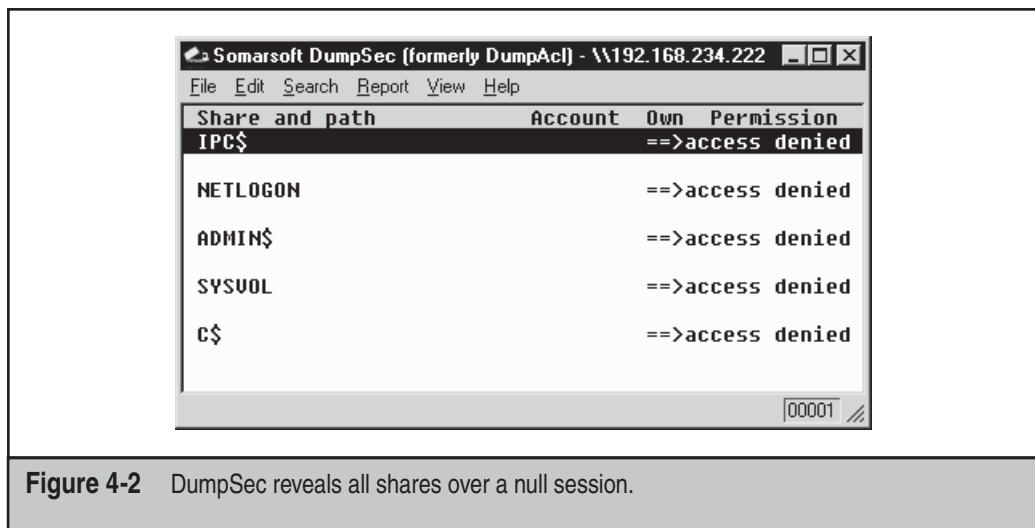 Somarsoft DumpSec (formerly DumpAcl) - \\192.168.234.222
File Edit Search Report View Help
Share and path Account Own Permission
IPC$ ==>access denied
NETLOGON ==>access denied
ADMIN$ ==>access denied
SYSVOL ==>access denied
C$ ==>access denied
00001
Figure 4-2 DumpSec reveals all shares over a null session.